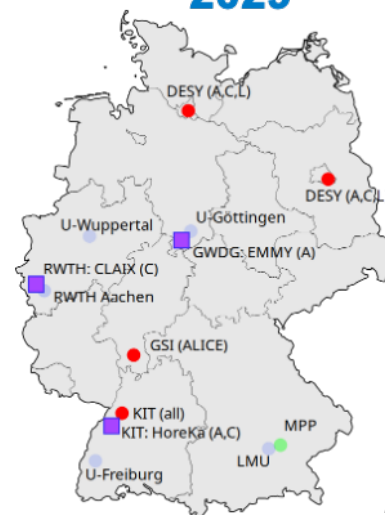 2025
DESY (A,C,L)
DESY (A,C,L
U-Wuppertal
U-Göttingen
GWDG: EMMY (A)
RWTH: CLAIX (C)
RWTH Aachen
GSI (ALICE)
KIT (all)
KIT: HoreKa (A,C)
MPP
LMU
U-Freiburg